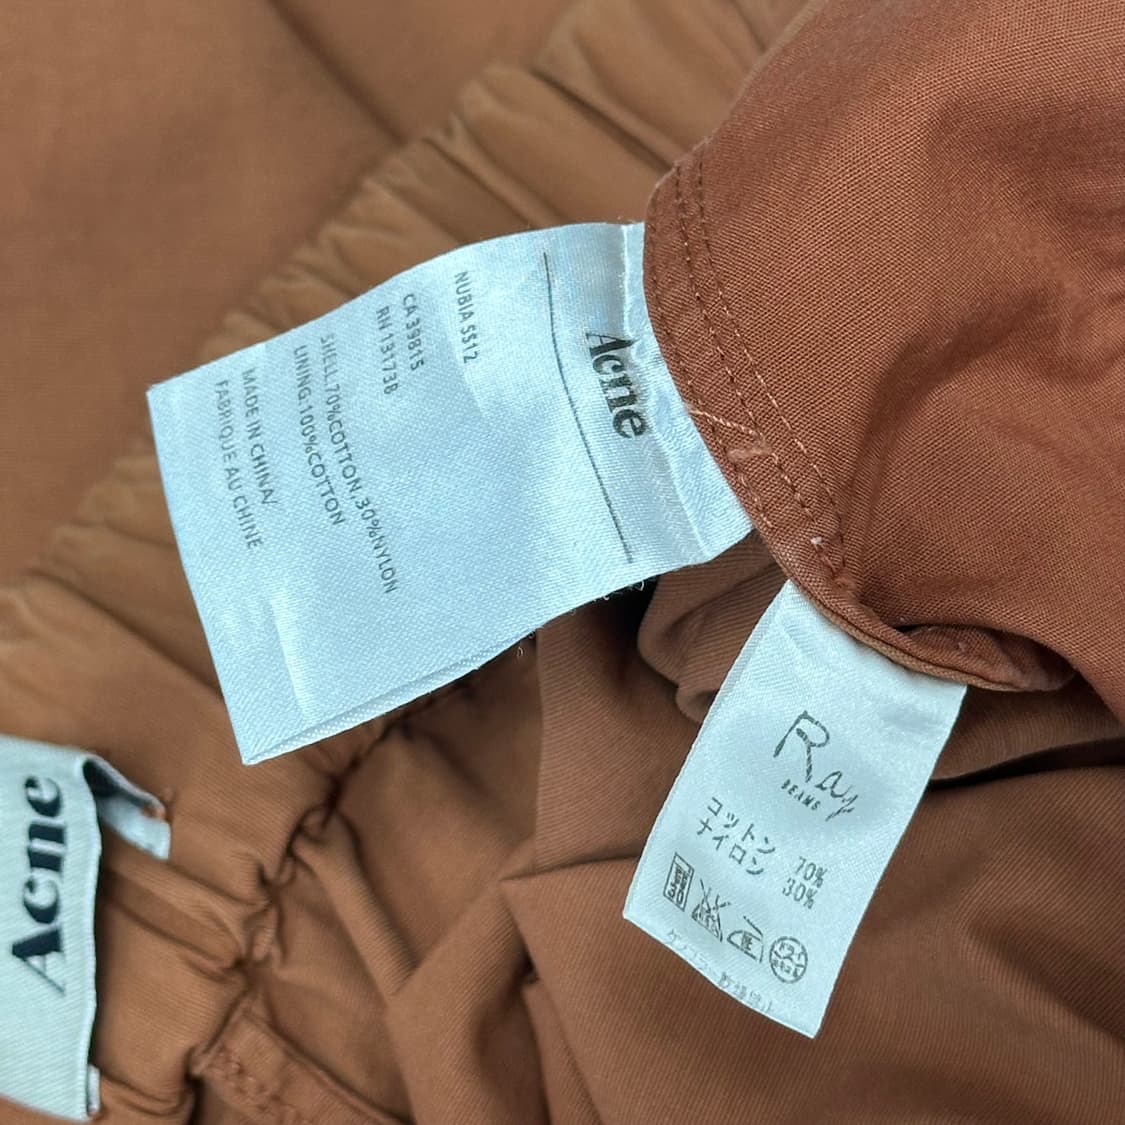 Acne
NUBIA SS12
CA 39815
RN 131738
SHELL.70%COTTON.30%NYLON
LINING.100%COTTON
MADE IN CHINA/
FABRIQUE AU CHINE
Acne
Ray
BEAMS
コットン 70%
ナイロン 30%